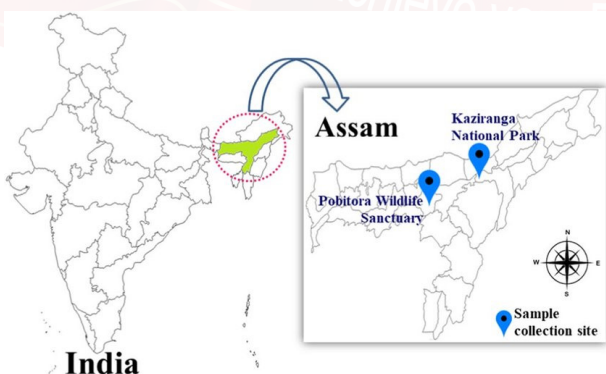 India
Assam
Kaziranga
National Park
Pobitora Wildlife
Sanctuary
N
W
E
S
Sample
collection site